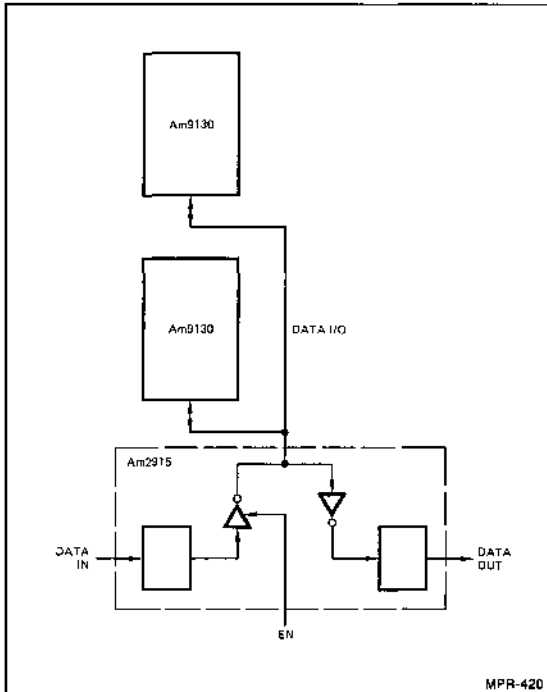 Am9130
Am9130
DATA I/O
Am2915
DATA
IN
DATA
OUT
EN
MPR-420